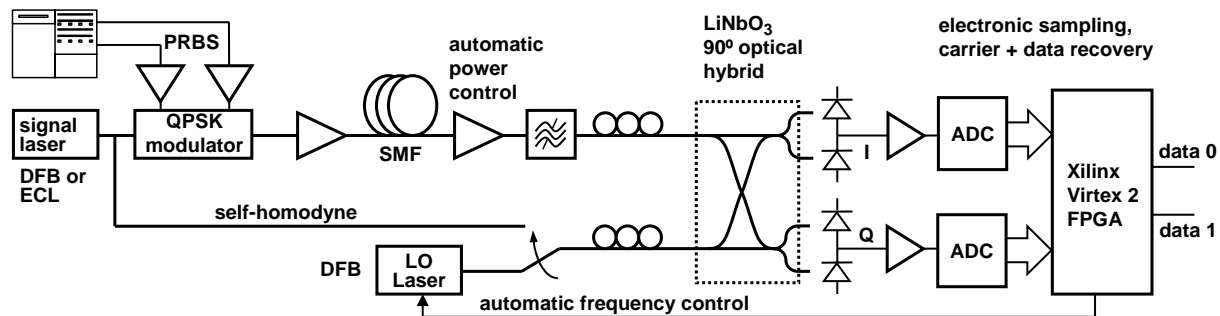 PRBS
signal
laser
DFB or
ECL
QPSK
modulator
SMF
automatic
power
control
LiNbO3
90º optical
hybrid
electronic sampling,
carrier + data recovery
I
ADC
Xilinx
Virtex 2
FPGA
data 0
data 1
self-homodyne
DFB
LO
Laser
Q
ADC
automatic frequency control